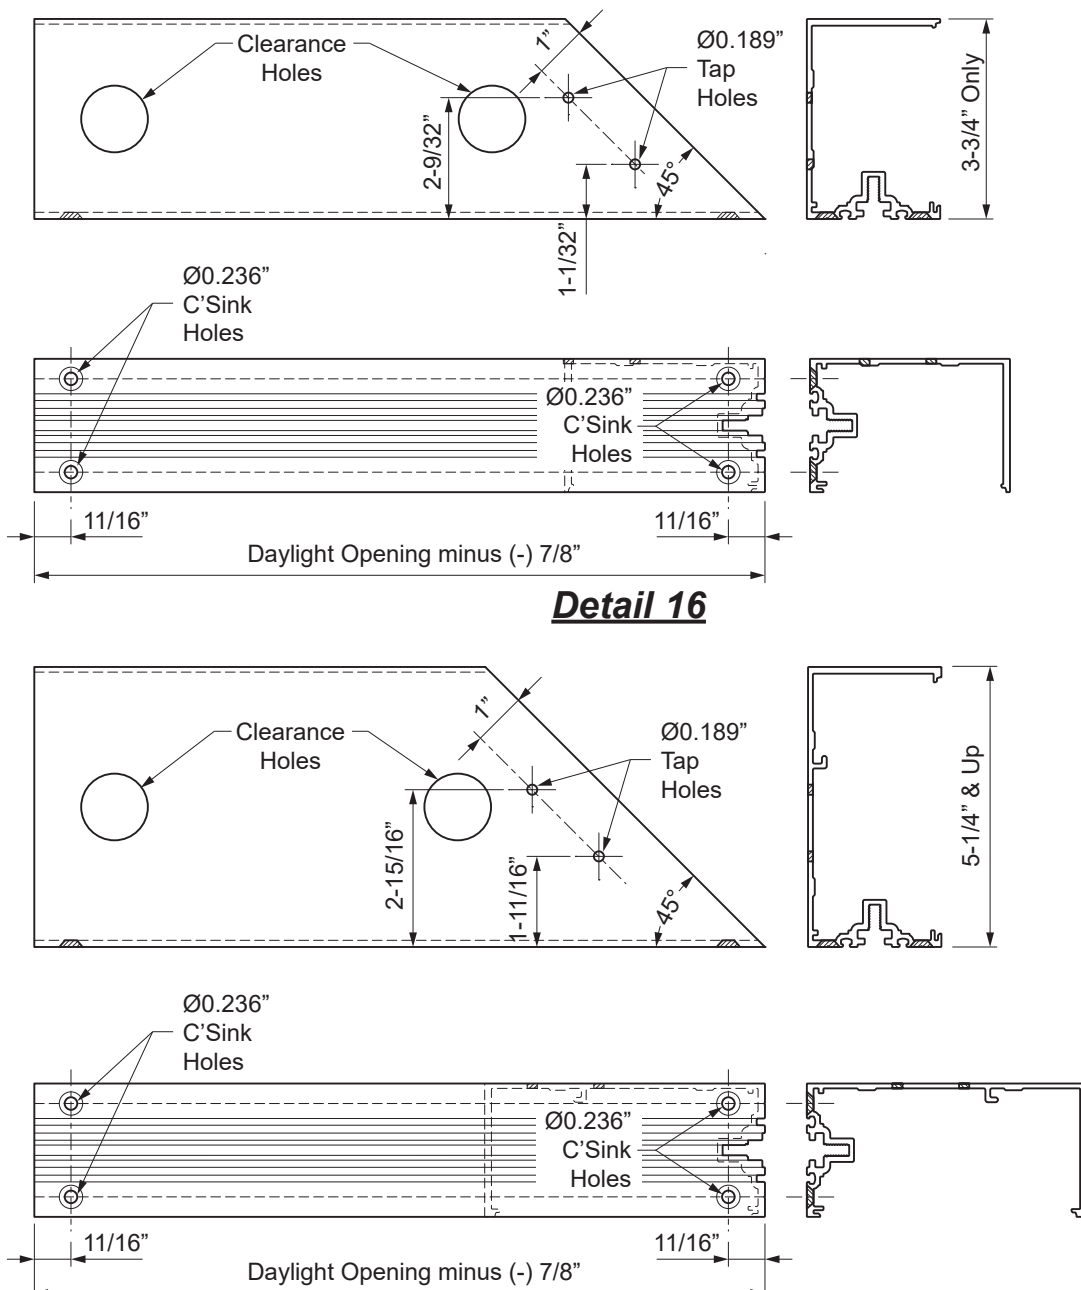 Clearance
Holes
1”
Ø0.189”
Tap
Holes
2-9/32”
1-1/32”
45°
3-3/4” Only
Ø0.236”
C’Sink
Holes
Ø0.236”
C’Sink
Holes
11/16”
11/16”
Daylight Opening minus (-) 7/8”
Detail 16
Clearance
Holes
1”
Ø0.189”
Tap
Holes
2-15/16”
1-11/16”
45°
5-1/4” & Up
Ø0.236”
C’Sink
Holes
Ø0.236”
C’Sink
Holes
11/16”
11/16”
Daylight Opening minus (-) 7/8”